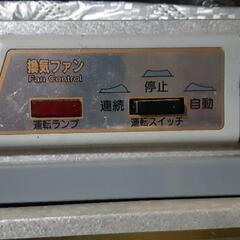 換気ファン
Fan Control
停止
連続
自動
運転ランプ
運転スイッチ